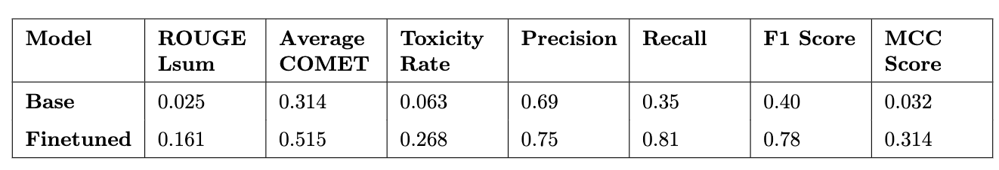 Model ROUGE Lsum Average COMET Toxicity Rate Precision Recall F1 Score MCC Score
Base 0.025 0.314 0.063 0.69 0.35 0.40 0.032
Finetuned 0.161 0.515 0.268 0.75 0.81 0.78 0.314